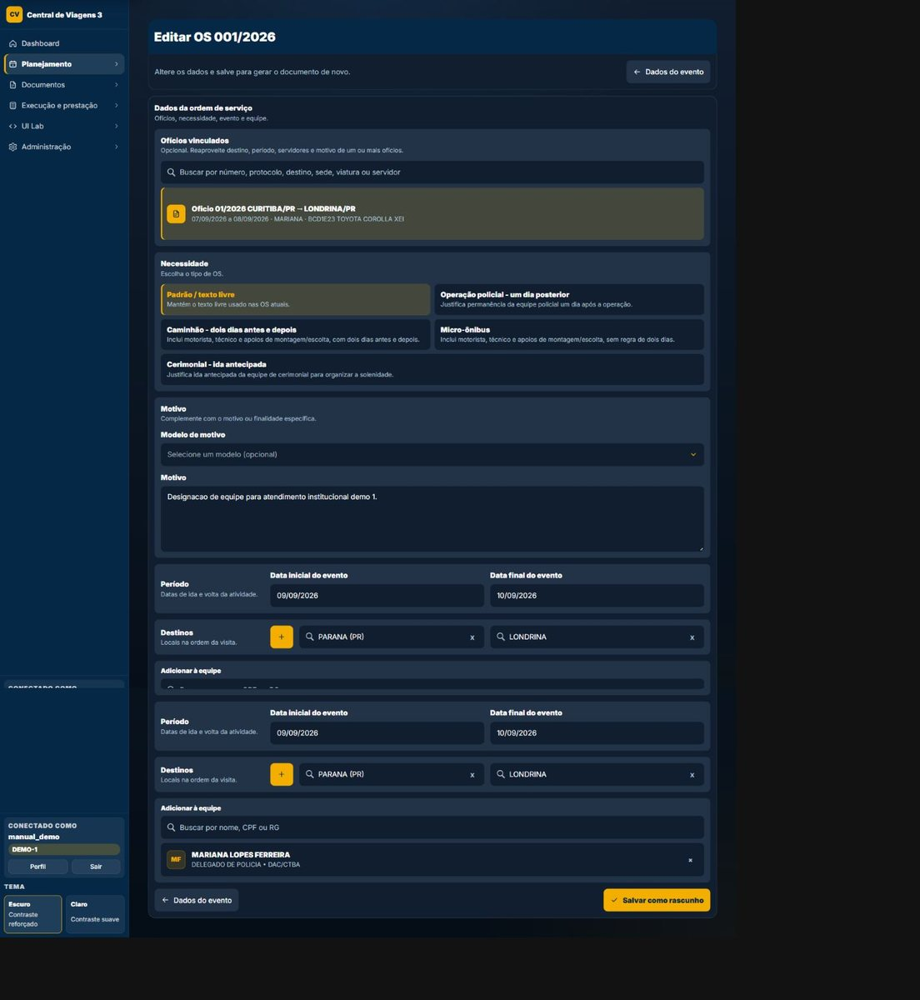 CV Central de Viagens 3
Dashboard
Planejamento
Documentos
Execução e prestação
UI Lab
Administração
CONECTADO COMO
CONECTADO COMO
manual_demo
DEMO-1
Perfil Sair
TEMA
Escuro
Contraste reforçado
Claro
Contraste suave
Editar OS 001/2026
Altere os dados e salve para gerar o documento de novo.
← Dados do evento
Dados da ordem de serviço
Ofícios, necessidade, evento e equipe.
Ofícios vinculados
Opcional. Reaproveite destino, período, servidores e motivo de um ou mais ofícios.
Buscar por número, protocolo, destino, sede, viatura ou servidor
Oficio 01/2026 CURITIBA/PR → LONDRINA/PR
07/09/2026 a 08/09/2026 · MARIANA · BCD1E23 TOYOTA COROLLA XEI
Necessidade
Escolha o tipo de OS.
Padrão / texto livre
Mantém o texto livre usado nas OS atuais.
Operação policial - um dia posterior
Justifica permanência da equipe policial um dia após a operação.
Caminhão - dois dias antes e depois
Inclui motorista, técnico e apoios de montagem/escolta, com dois dias antes e depois.
Micro-ônibus
Inclui motorista, técnico e apoios de montagem/escolta, sem regra de dois dias.
Cerimonial - ida antecipada
Justifica ida antecipada da equipe de cerimonial para organizar a solenidade.
Motivo
Complemente com o motivo ou finalidade específica.
Modelo de motivo
Selecione um modelo (opcional)
Motivo
Designacao de equipe para atendimento institucional demo 1.
Período
Datas de ida e volta da atividade.
Data inicial do evento
09/09/2026
Data final do evento
10/09/2026
Destinos
Locais na ordem da visita.
+
PARANA (PR) x
LONDRINA x
Adicionar à equipe
Período
Datas de ida e volta da atividade.
Data inicial do evento
09/09/2026
Data final do evento
10/09/2026
Destinos
Locais na ordem da visita.
+
PARANA (PR) x
LONDRINA x
Adicionar à equipe
Buscar por nome, CPF ou RG
MF
MARIANA LOPES FERREIRA
DELEGADO DE POLICIA • DAC/CTBA
×
← Dados do evento
✓ Salvar como rascunho